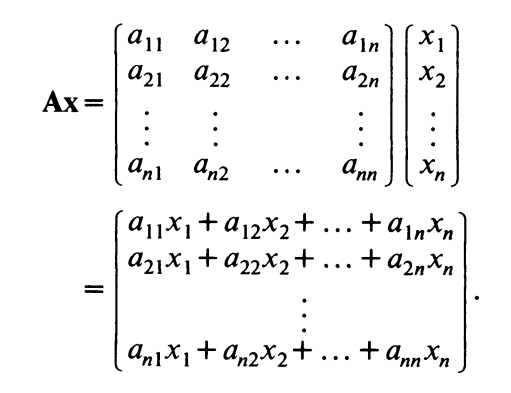 Ax = ( a₁₁ a₁₂ … a₁ₙ ) ( x₁ )
( a₂₁ a₂₂ … a₂ₙ ) ( x₂ )
( ⋮ ⋮ ⋮ ) ( ⋮ )
( aₙ₁ aₙ₂ … aₙₙ ) ( xₙ )
= ( a₁₁x₁ + a₁₂x₂ + … + a₁ₙxₙ )
( a₂₁x₁ + a₂₂x₂ + … + a₂ₙxₙ )
( ⋮ ) .
( aₙ₁x₁ + aₙ₂x₂ + … + aₙₙxₙ )